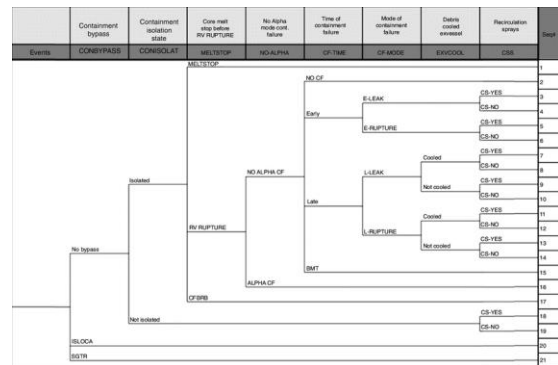 Containment bypass
Containment isolation state
Core melt stop before RV RUPTURE
No Alpha mode cont. failure
Time of containment failure
Mode of containment failure
Debris cooled exvessel
Recirculation sprays
Seq#
Events
CONBYPASS
CONISOLAT
MELTSTOP
NO-ALPHA
CF-TIME
CF-MODE
EXVCOOL
CSS
MELTSTOP
1
NO CF
2
CS-YES
3
E-LEAK
CS-NO
4
Early
CS-YES
5
E-RUPTURE
CS-NO
6
CS-YES
7
Cooled
CS-NO
8
L-LEAK
CS-YES
9
Not cooled
CS-NO
10
Isolated
NO ALPHA CF
Late
CS-YES
11
Cooled
CS-NO
12
RV RUPTURE
L-RUPTURE
CS-YES
13
Not cooled
CS-NO
14
No bypass
BMT
15
ALPHA CF
16
CFBRB
17
CS-YES
18
Not isolated
CS-NO
19
ISLOCA
20
SGTR
21